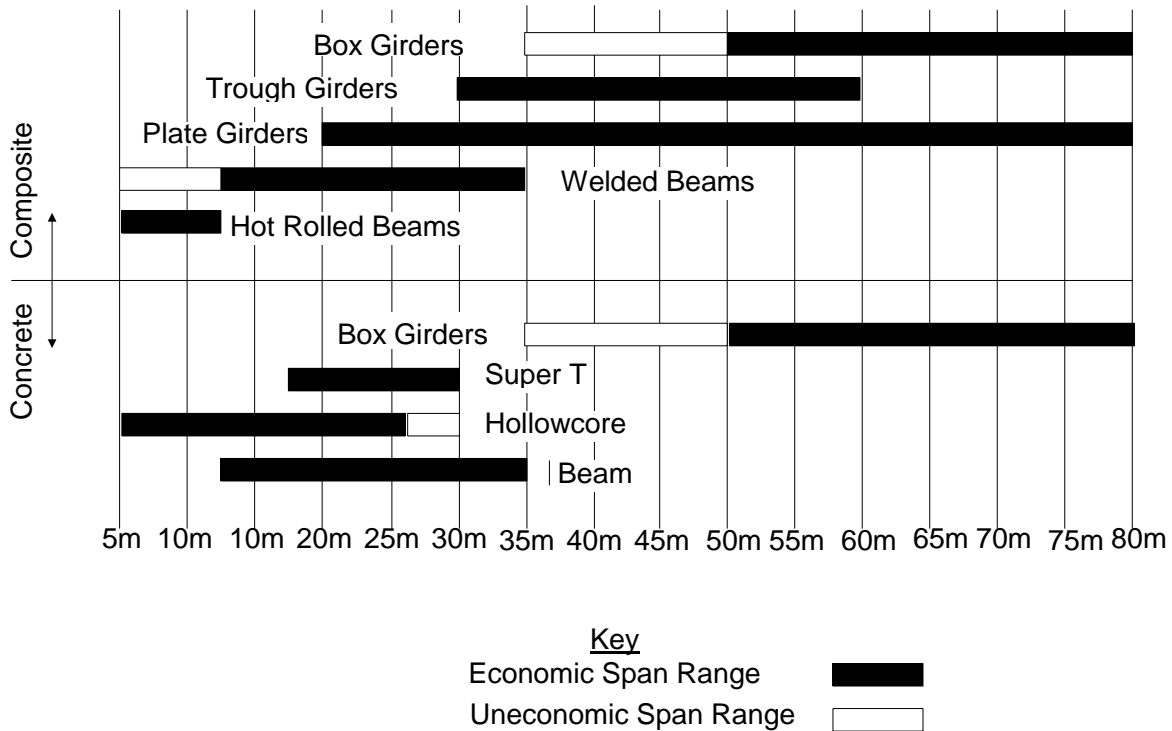 Box Girders
Trough Girders
Plate Girders
Welded Beams
Hot Rolled Beams
Composite
Box Girders
Super T
Hollowcore
| Beam
Concrete
5m 10m 10m 20m 25m 30m 35m 40m 45m 50m 55m 60m 65m 70m 75m 80m
Key
Economic Span Range
Uneconomic Span Range